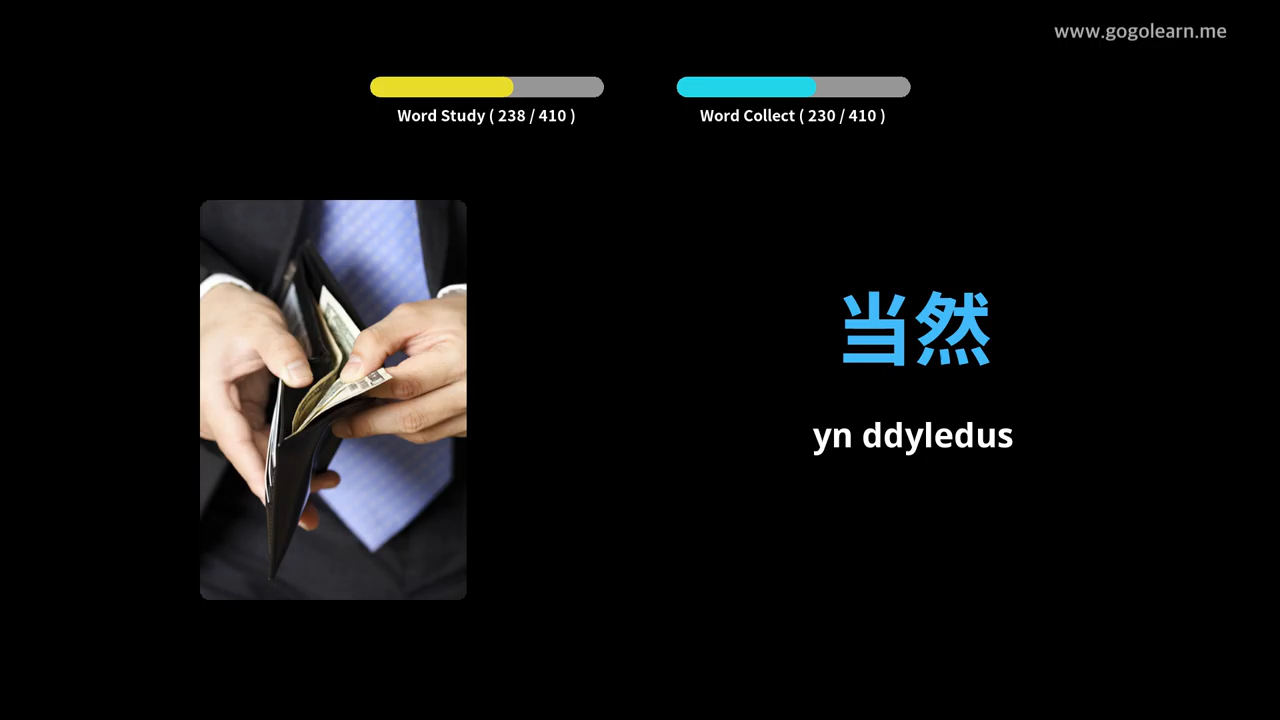 www.gogolearn.me
Word Study ( 238 / 410 )
Word Collect ( 230 / 410 )
当然
yn ddyledus